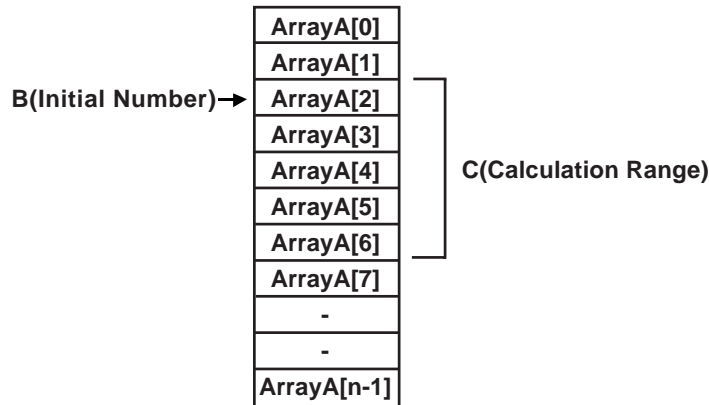 ArrayA[0]
ArrayA[1]
B(Initial Number)
ArrayA[2]
ArrayA[3]
ArrayA[4]
C(Calculation Range)
ArrayA[5]
ArrayA[6]
ArrayA[7]
-
-
ArrayA[n-1]